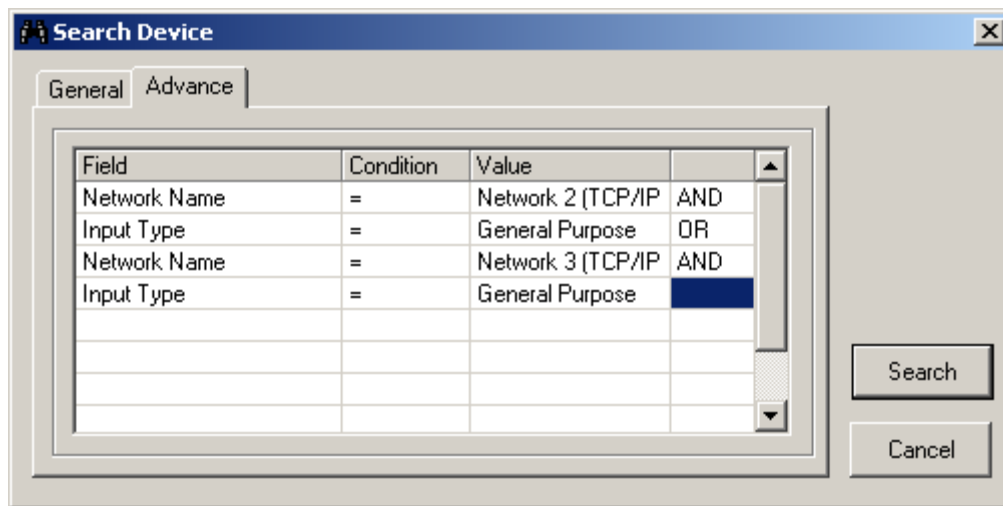 Search Device
General Advance
Field Condition Value
Network Name = Network 2 (TCP/IP AND
Input Type = General Purpose OR
Network Name = Network 3 (TCP/IP AND
Input Type = General Purpose
Search
Cancel